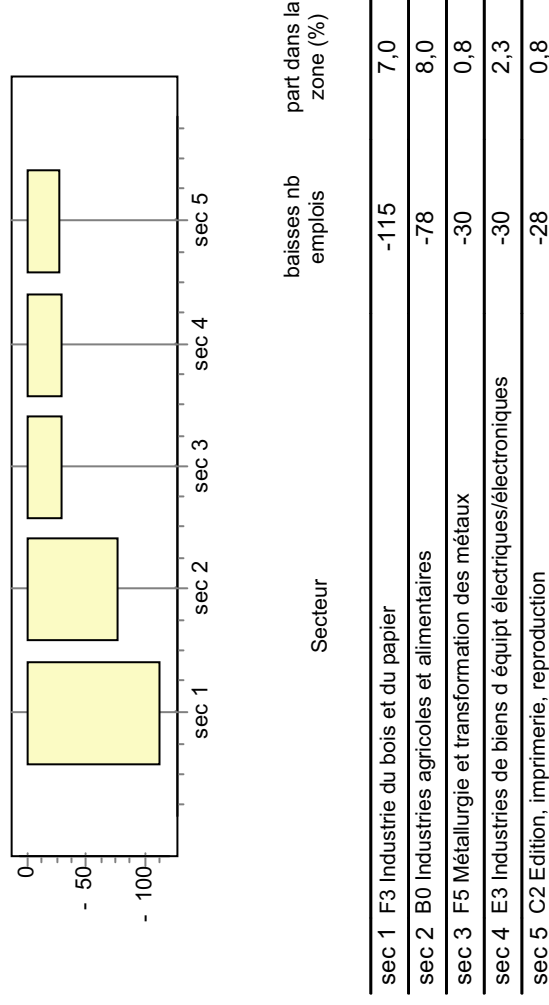 0
- 50
- 100
sec 1 sec 2 sec 3 sec 4 sec 5
Secteur baisses nb emplois part dans la zone (%)
sec 1 F3 Industrie du bois et du papier -115 7,0
sec 2 B0 Industries agricoles et alimentaires -78 8,0
sec 3 F5 Métallurgie et transformation des métaux -30 0,8
sec 4 E3 Industries de biens d équipt électriques/électroniques -30 2,3
sec 5 C2 Edition, imprimerie, reproduction -28 0,8